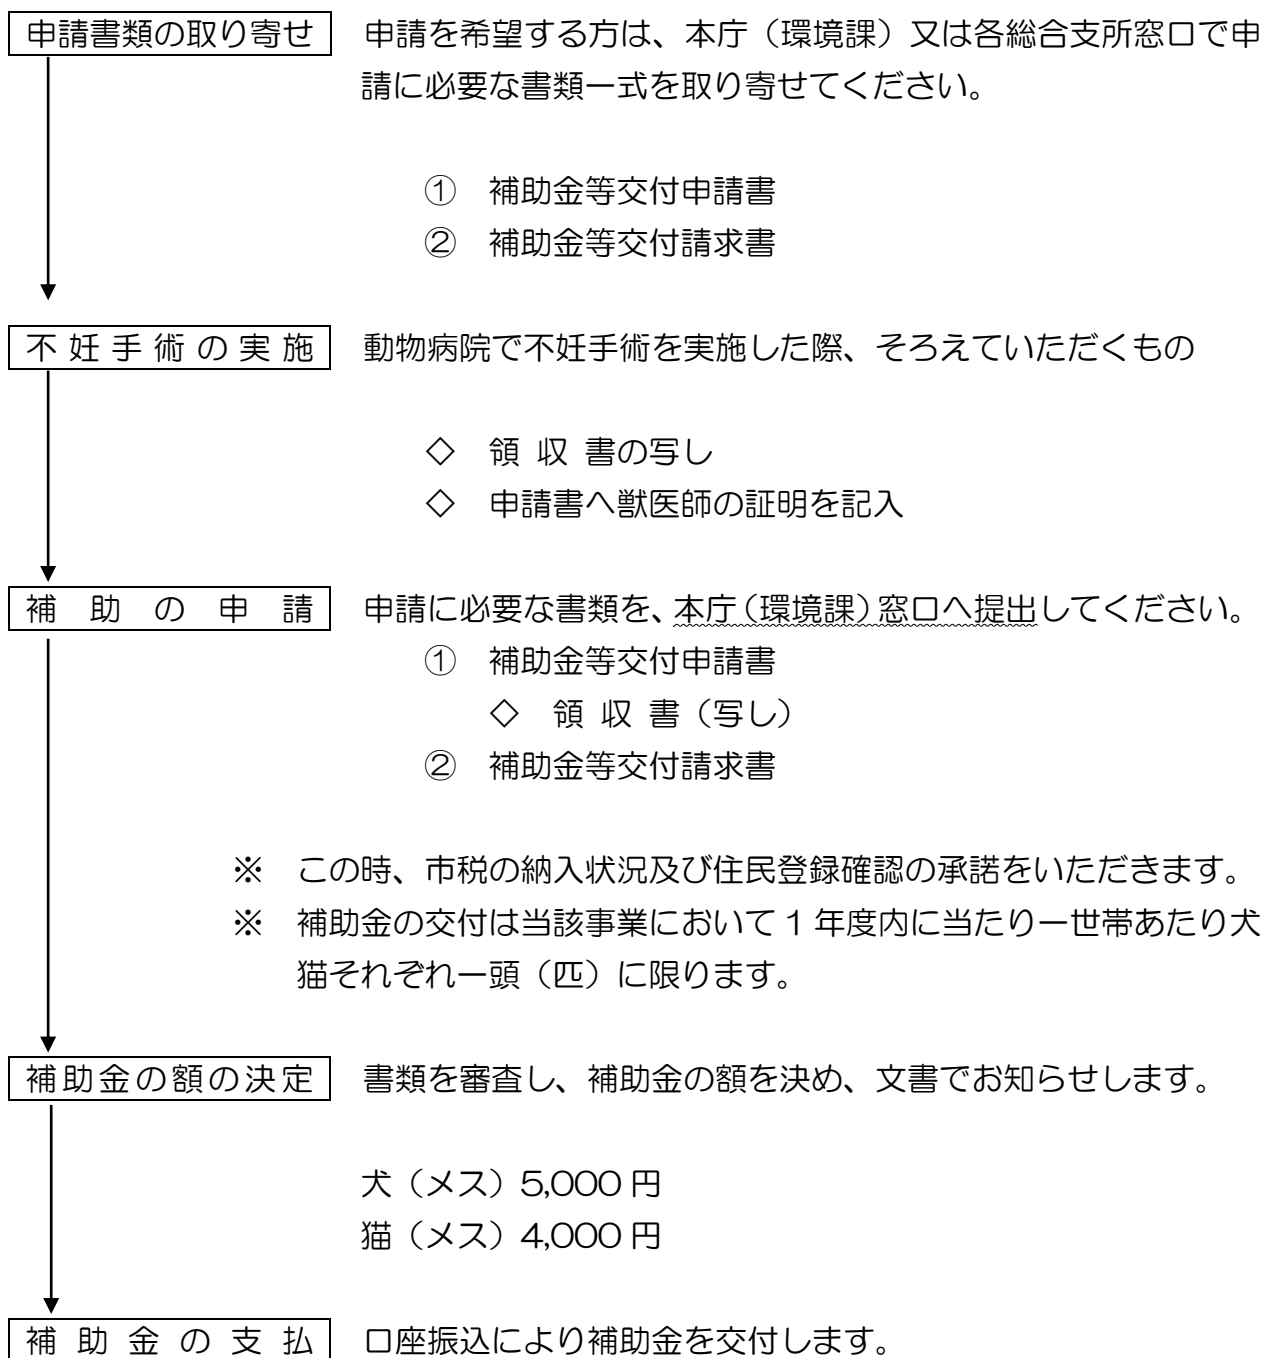 申請書類の取り寄せ 申請を希望する方は、本庁（環境課）又は各総合支所窓口で申
請に必要な書類一式を取り寄せてください。
① 補助金等交付申請書
② 補助金等交付請求書
不妊手術の実施 動物病院で不妊手術を実施した際、そろえていただくもの
◇ 領収書の写し
◇ 申請書へ獣医師の証明を記入
補助の申請 申請に必要な書類を、本庁（環境課）窓口へ提出してください。
① 補助金等交付申請書
◇ 領収書（写し）
② 補助金等交付請求書
※ この時、市税の納入状況及び住民登録確認の承諾をいただきます。
※ 補助金の交付は当該事業において１年度内に当たり一世帯あたり犬
猫それぞれ一頭（匹）に限ります。
補助金の額の決定 書類を審査し、補助金の額を決め、文書でお知らせします。
犬（メス）5,000円
猫（メス）4,000円
補助金の支払 口座振込により補助金を交付します。